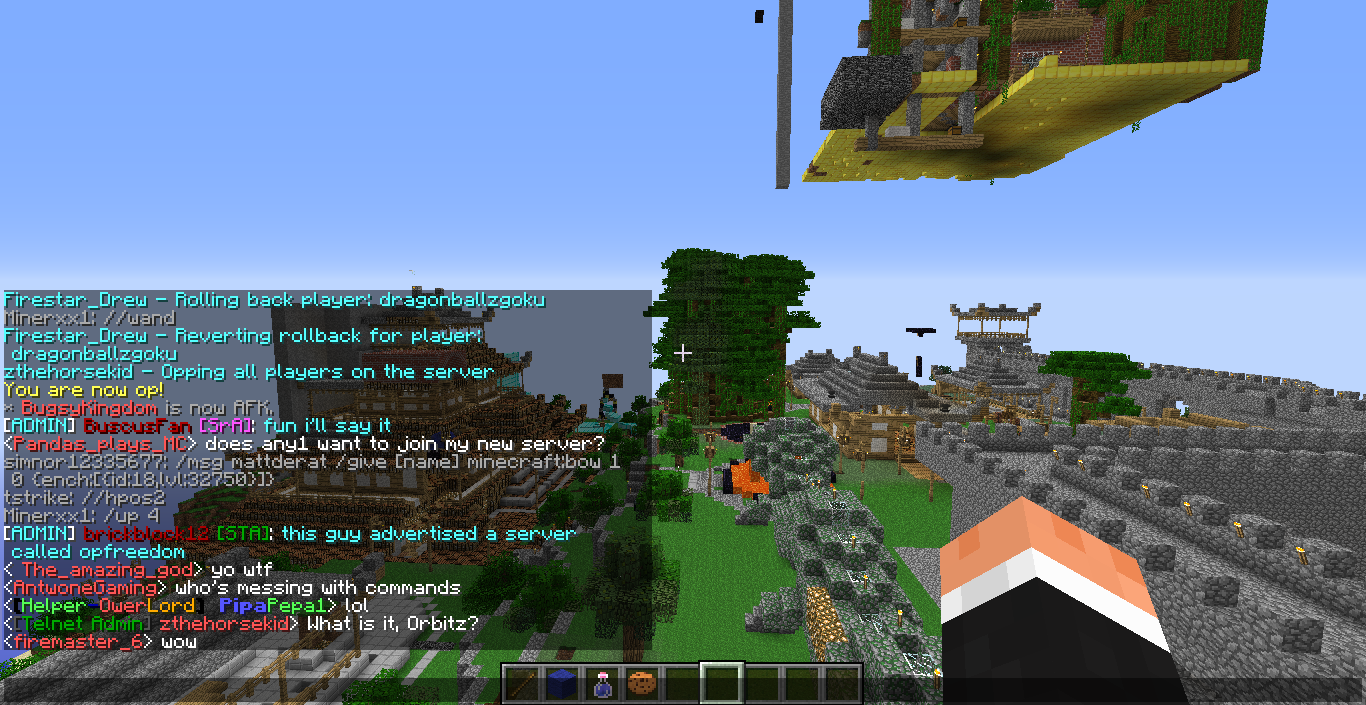 Firestar_Drew - Rolling back player: dragonballzgoku
Minerxx1: //wand
Firestar_Drew - Reverting rollback for player:
dragonballzgoku
zthehorsekid - Opping all players on the server
You are now op!
* BugsyKingdom is now AFK.
[ADMIN] BuscusFan [SrA]: fun i'll say it
<Pandas_plays_MC> does any1 want to join my new server?
simnor12335677: /msg mattderat /give [name] minecraft:bow 1
0 {ench:[{id:18,lvl:32750}]}
tstrike: //hpos2
Minerxx1: /up 4
[ADMIN] brickblock12 [STA]: this guy advertised a server
called opfreedom
< The_amazing_god> yo wtf
<AntwoneGaming> who's messing with commands
<[Helper-OwerLord] PipaPepa1> lol
<[Telnet Admin] zthehorsekid> What is it, Orbitz?
<firemaster_6> wow